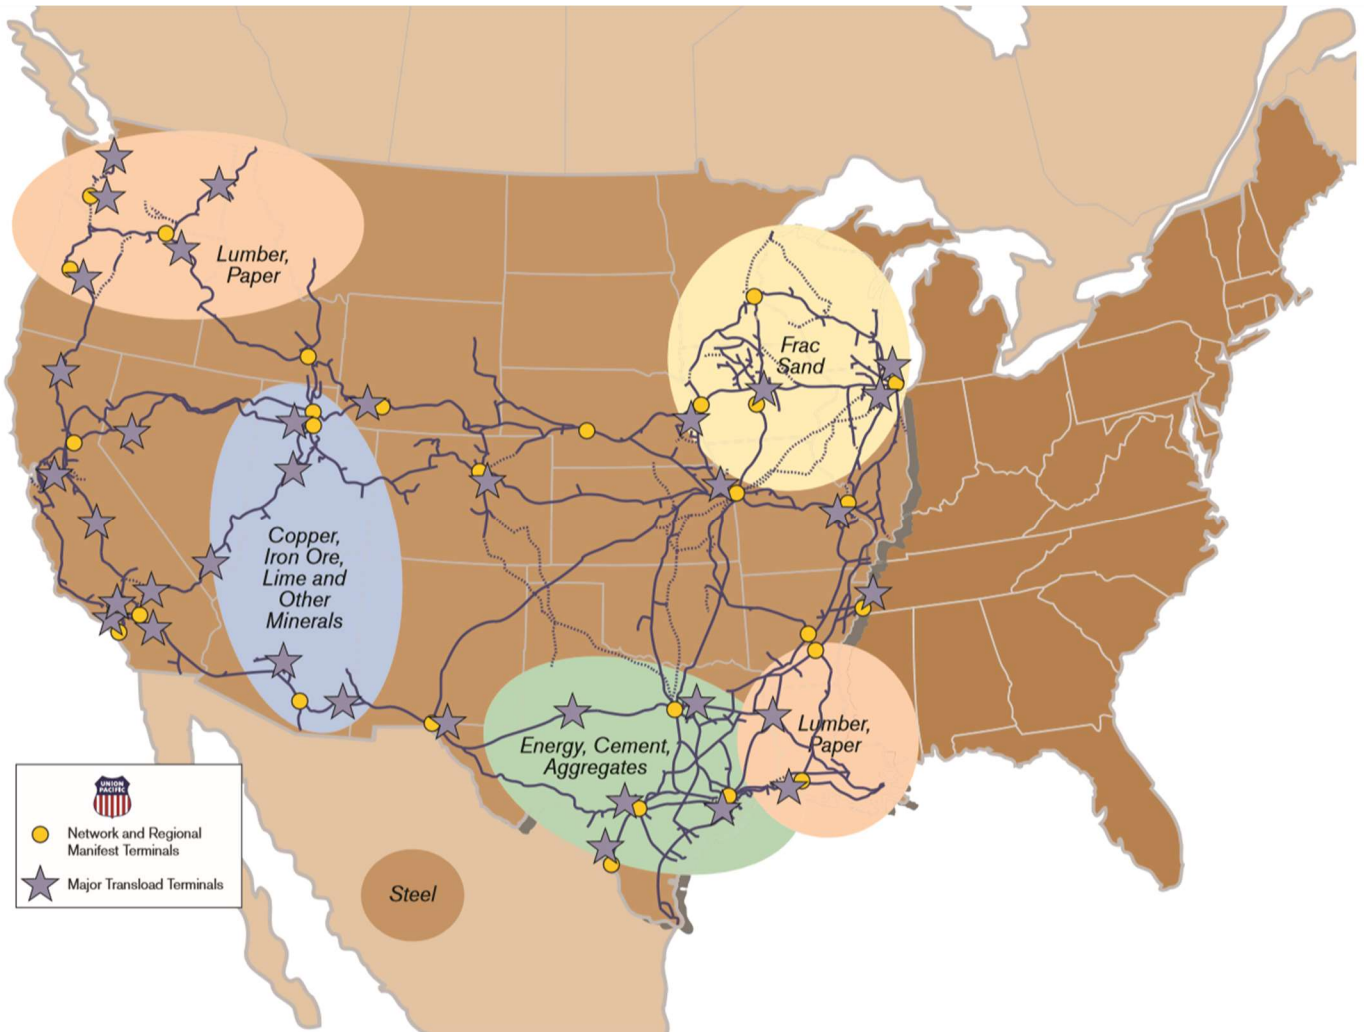 Lumber,
Paper
Frac
Sand
Copper,
Iron Ore,
Lime and
Other
Minerals
Lumber,
Paper
Energy, Cement,
Aggregates
UNION
PACIFIC
Network and Regional
Manifest Terminals
Major Transload Terminals
Steel